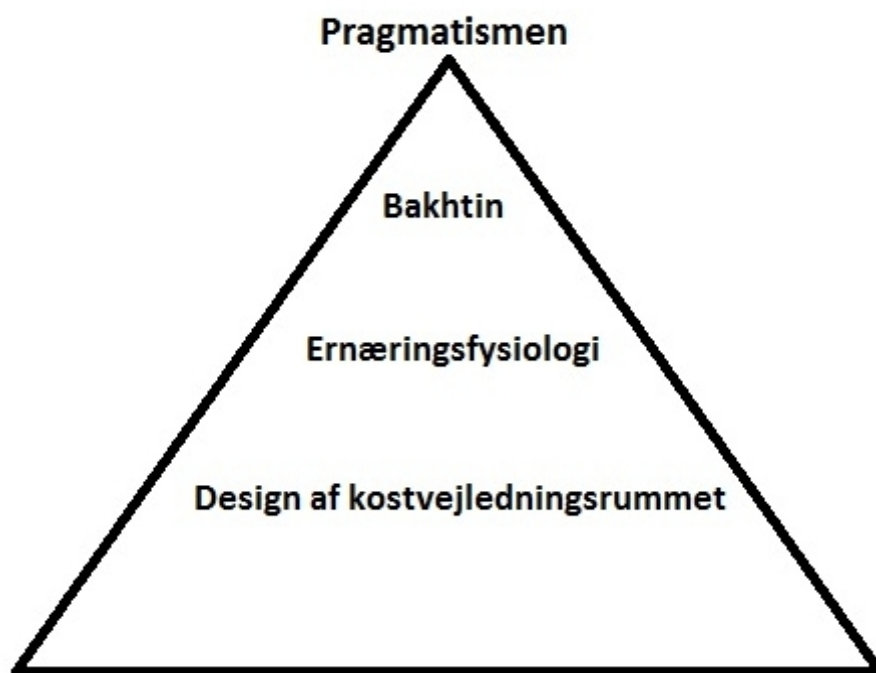 Pragmatismen
Bakhtin
Ernæringsfysiologi
Design af kostvejledningsrummet